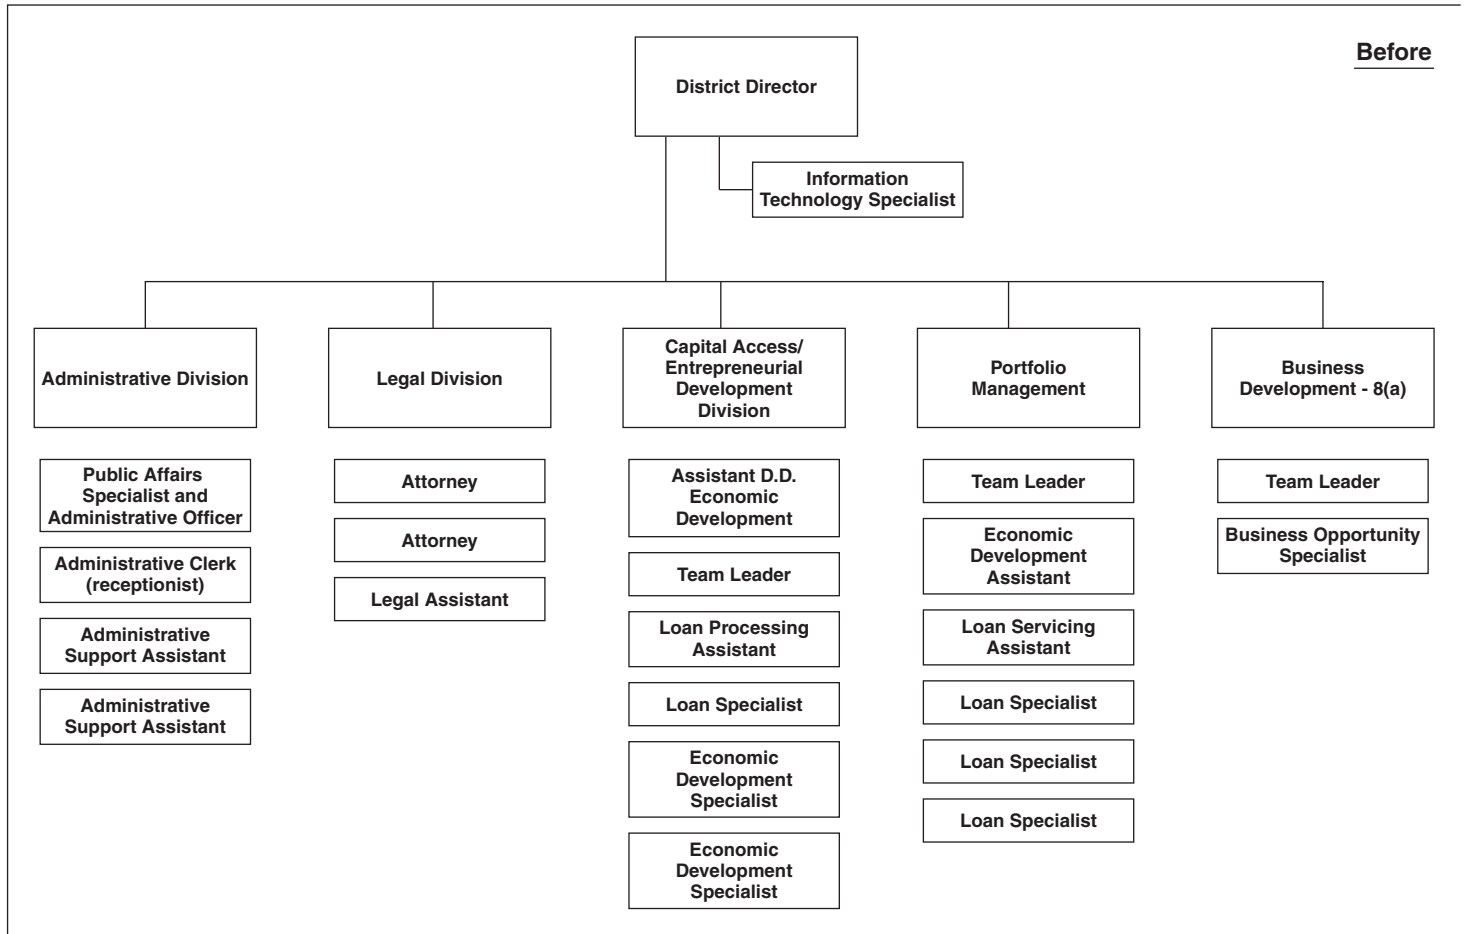 Before
District Director
Information
Technology Specialist
Administrative Division
Legal Division
Capital Access/
Entrepreneurial
Development
Division
Portfolio
Management
Business
Development - 8(a)
Public Affairs
Specialist and
Administrative Officer
Administrative Clerk
(receptionist)
Administrative
Support Assistant
Administrative
Support Assistant
Attorney
Attorney
Legal Assistant
Assistant D.D.
Economic
Development
Team Leader
Loan Processing
Assistant
Loan Specialist
Economic
Development
Specialist
Economic
Development
Specialist
Team Leader
Economic
Development
Assistant
Loan Servicing
Assistant
Loan Specialist
Loan Specialist
Loan Specialist
Team Leader
Business Opportunity
Specialist